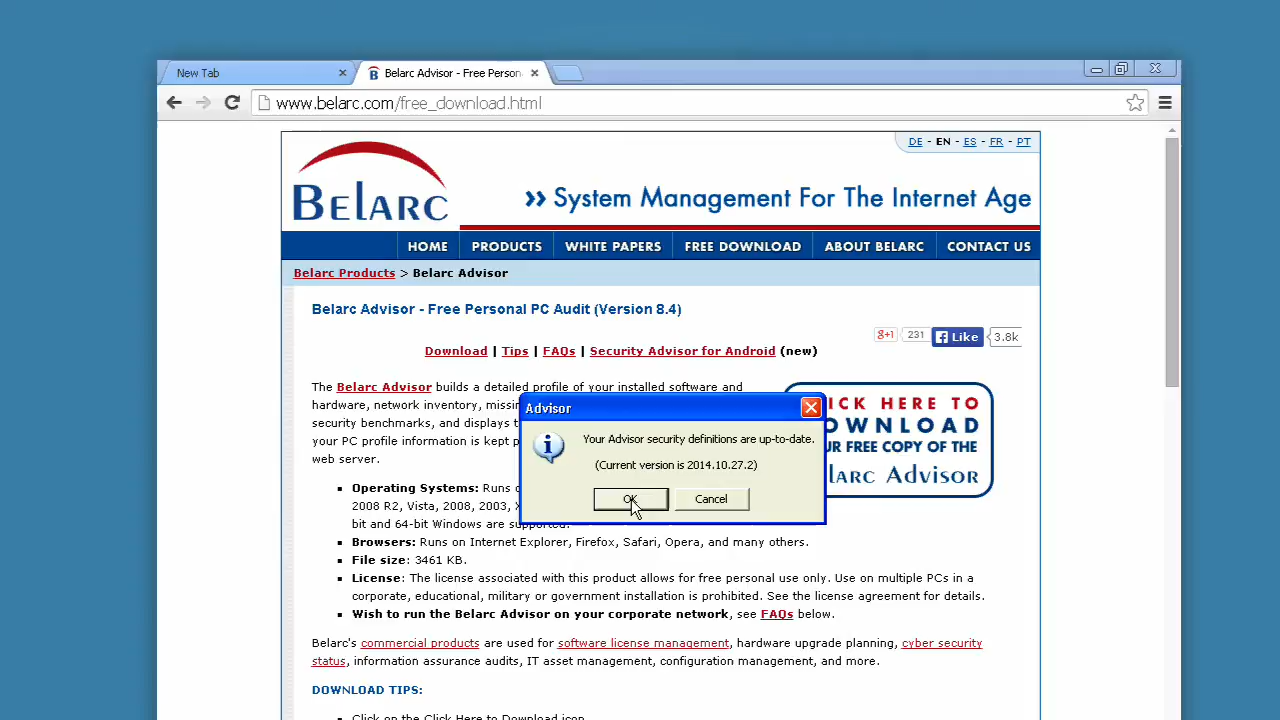 New Tab
Belarc Advisor - Free Person
www.belarc.com/free_download.html
DE - EN - ES - FR - PT
BELARC
System Management For The Internet Age
HOME PRODUCTS WHITE PAPERS FREE DOWNLOAD ABOUT BELARC CONTACT US
Belarc Products > Belarc Advisor
Belarc Advisor - Free Personal PC Audit (Version 8.4)
g+1 231 Like 3.8k
Download | Tips | FAQs | Security Advisor for Android (new)
The Belarc Advisor builds a detailed profile of your installed software and
hardware, network inventory,
security benchmarks, and displays
your PC profile information is kept
web server.
LICK HERE TO
OWNLOAD
UR FREE COPY OF THE
larc Advisor
Advisor
Your Advisor security definitions are up-to-date.
(Current version is 2014.10.27.2)
OK Cancel
Operating Systems: Runs
2008 R2, Vista, 2008, 2003,
bit and 64-bit Windows are supported.
Browsers: Runs on Internet Explorer, Firefox, Safari, Opera, and many others.
File size: 3461 KB.
License: The license associated with this product allows for free personal use only. Use on multiple PCs in a
corporate, educational, military or government installation is prohibited. See the license agreement for details.
Wish to run the Belarc Advisor on your corporate network, see FAQs below.
Belarc's commercial products are used for software license management, hardware upgrade planning, cyber security
status, information assurance audits, IT asset management, configuration management, and more.
DOWNLOAD TIPS:
Click on the Click Here to Download icon